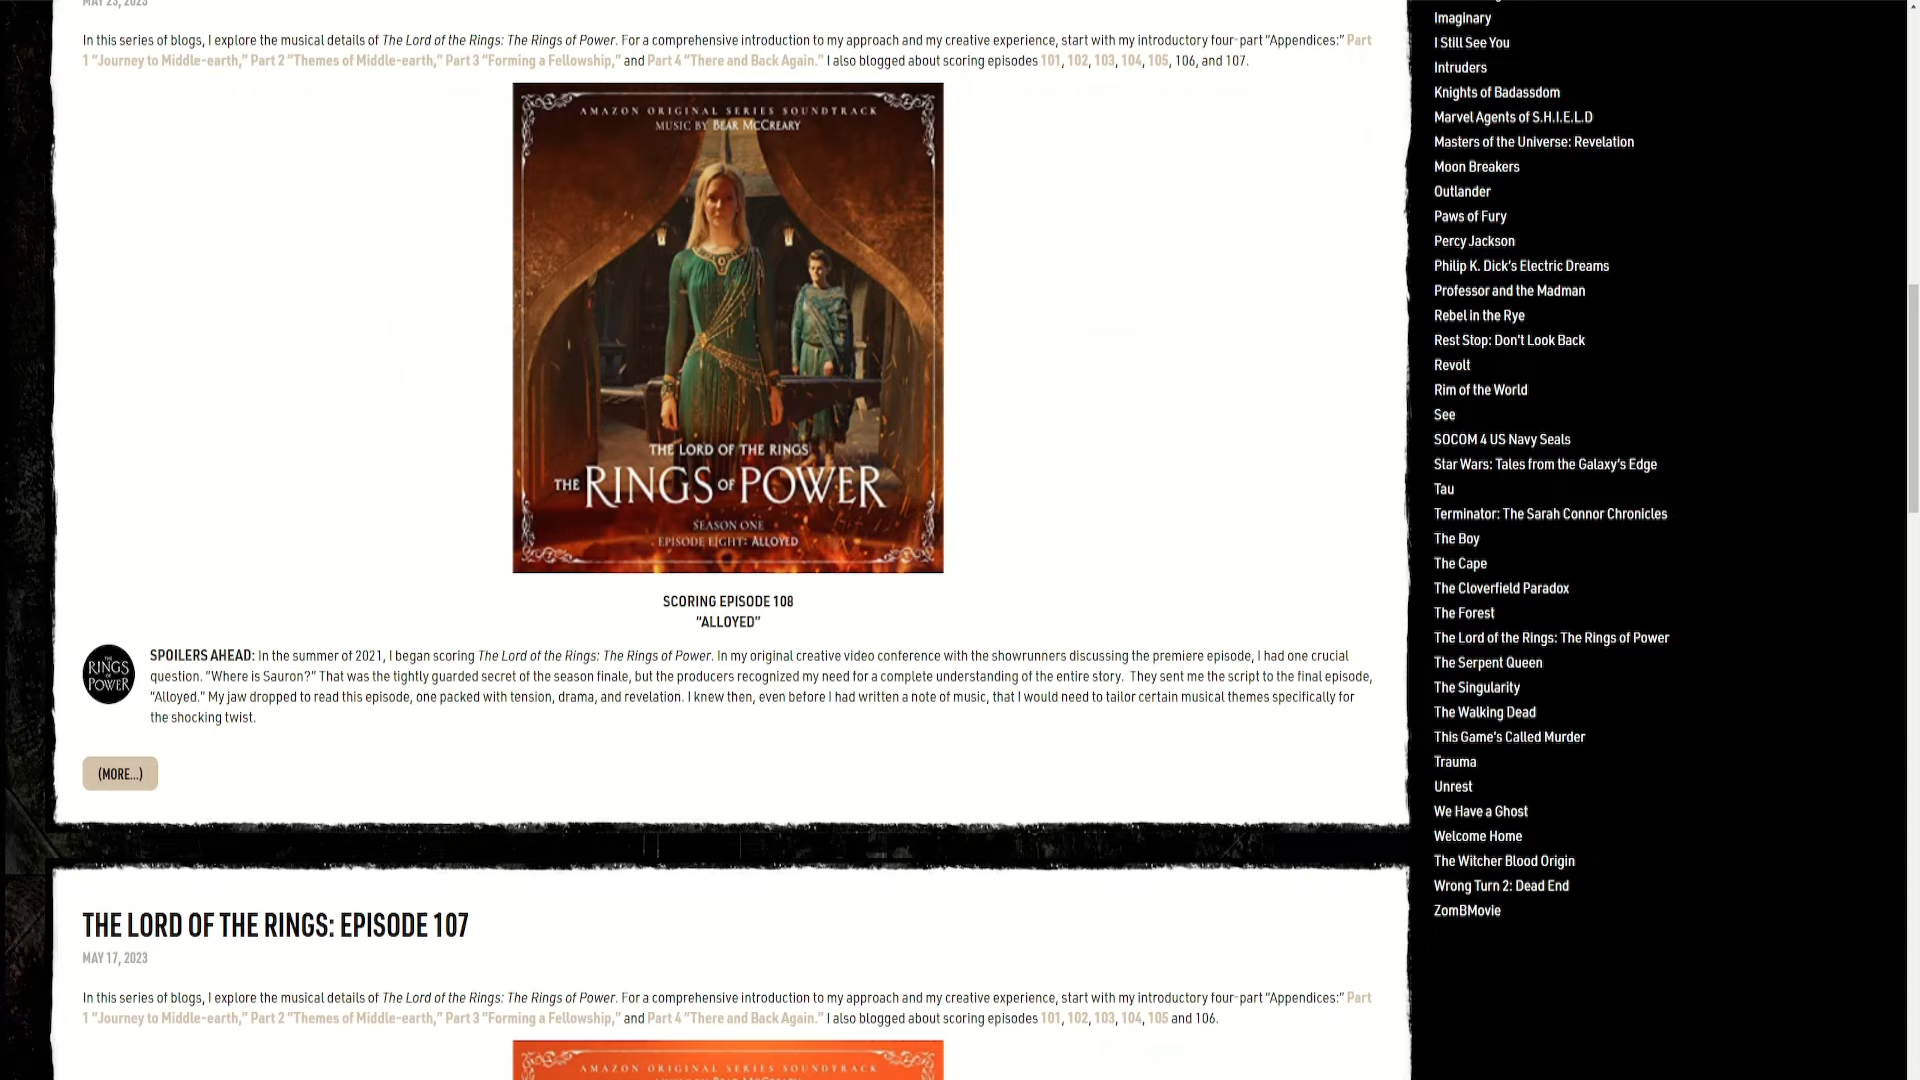 MAY 23, 2023
In this series of blogs, I explore the musical details of The Lord of the Rings: The Rings of Power. For a comprehensive introduction to my approach and my creative experience, start with my introductory four-part “Appendices:” Part
1 “Journey to Middle-earth,” Part 2 “Themes of Middle-earth,” Part 3 “Forming a Fellowship,” and Part 4 “There and Back Again.” I also blogged about scoring episodes 101, 102, 103, 104, 105, 106, and 107.
AMAZON ORIGINAL SERIES SOUNDTRACK
MUSIC BY BEAR McCREARY
THE LORD OF THE RINGS
THE RINGS OF POWER
SEASON ONE
EPISODE EIGHT: ALLOYED
SCORING EPISODE 108
“ALLOYED”
THE
RINGS
OF
POWER
SPOILERS AHEAD: In the summer of 2021, I began scoring The Lord of the Rings: The Rings of Power. In my original creative video conference with the showrunners discussing the premiere episode, I had one crucial
question. “Where is Sauron?” That was the tightly guarded secret of the season finale, but the producers recognized my need for a complete understanding of the entire story. They sent me the script to the final episode,
“Alloyed.” My jaw dropped to read this episode, one packed with tension, drama, and revelation. I knew then, even before I had written a note of music, that I would need to tailor certain musical themes specifically for
the shocking twist.
(MORE...)
THE LORD OF THE RINGS: EPISODE 107
MAY 17, 2023
In this series of blogs, I explore the musical details of The Lord of the Rings: The Rings of Power. For a comprehensive introduction to my approach and my creative experience, start with my introductory four-part “Appendices:” Part
1 “Journey to Middle-earth,” Part 2 “Themes of Middle-earth,” Part 3 “Forming a Fellowship,” and Part 4 “There and Back Again.” I also blogged about scoring episodes 101, 102, 103, 104, 105 and 106.
AMAZON ORIGINAL SERIES SOUNDTRACK
Imaginary
I Still See You
Intruders
Knights of Badassdom
Marvel Agents of S.H.I.E.L.D
Masters of the Universe: Revelation
Moon Breakers
Outlander
Paws of Fury
Percy Jackson
Philip K. Dick's Electric Dreams
Professor and the Madman
Rebel in the Rye
Rest Stop: Don't Look Back
Revolt
Rim of the World
See
SOCOM 4 US Navy Seals
Star Wars: Tales from the Galaxy's Edge
Tau
Terminator: The Sarah Connor Chronicles
The Boy
The Cape
The Cloverfield Paradox
The Forest
The Lord of the Rings: The Rings of Power
The Serpent Queen
The Singularity
The Walking Dead
This Game's Called Murder
Trauma
Unrest
We Have a Ghost
Welcome Home
The Witcher Blood Origin
Wrong Turn 2: Dead End
ZomBMovie